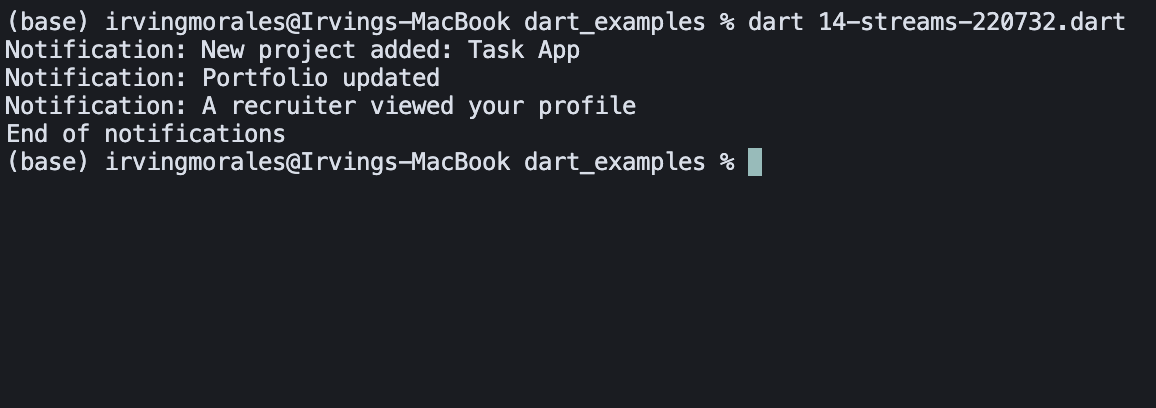 (base) irvingmorales@Irvings-MacBook dart_examples % dart 14-streams-220732.dart
Notification: New project added: Task App
Notification: Portfolio updated
Notification: A recruiter viewed your profile
End of notifications
(base) irvingmorales@Irvings-MacBook dart_examples %